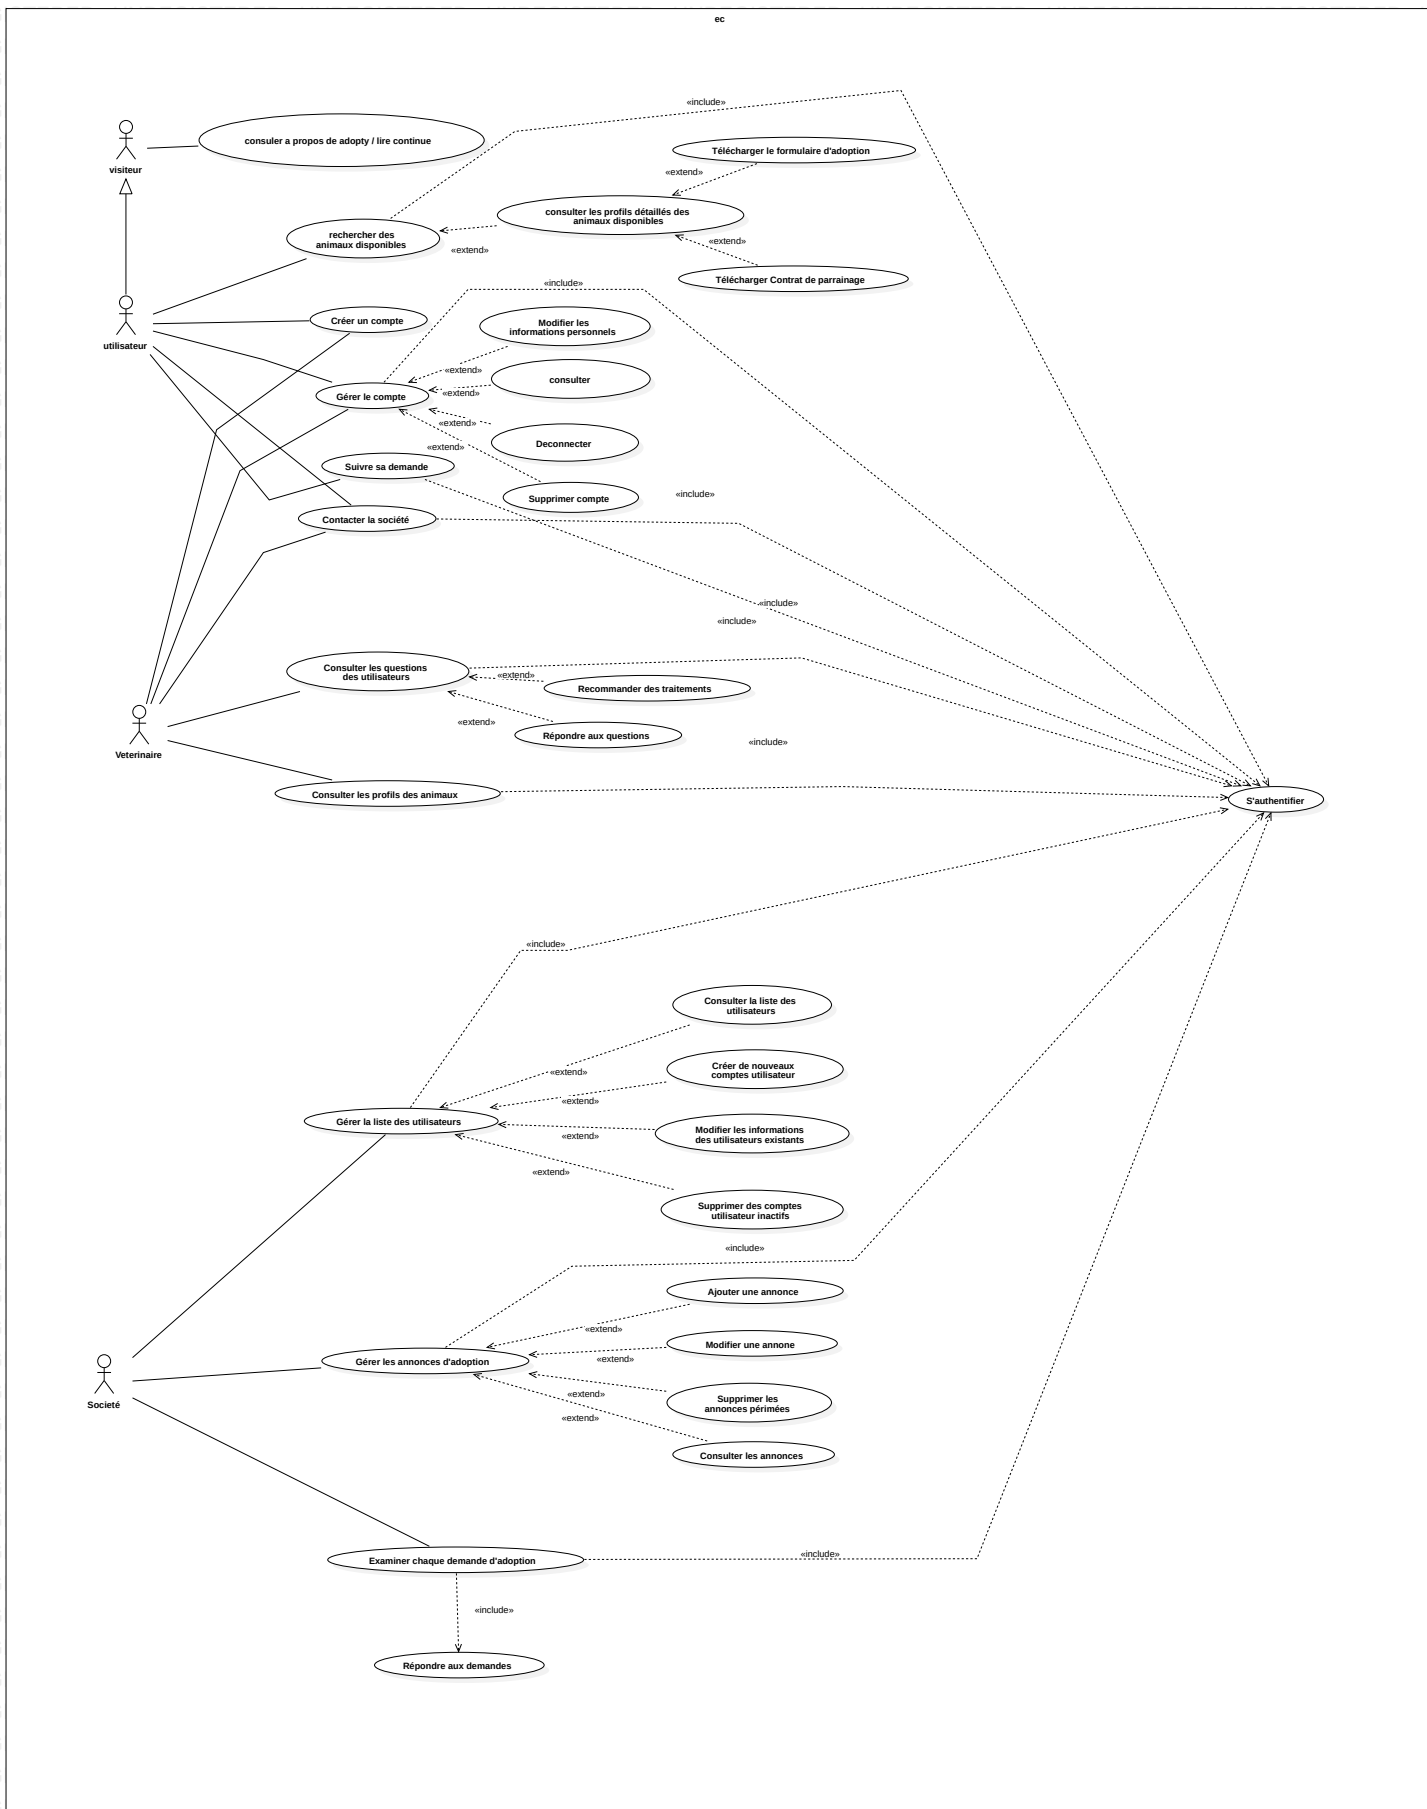 ec
«include»
consuler a propos de adopty / lire continue
visiteur
Télécharger le formulaire d'adoption
«extend»
consulter les profils détaillés des
animaux disponibles
rechercher des
animaux disponibles
«extend»
«extend»
Télécharger Contrat de parrainage
«include»
utilisateur
Créer un compte
Modifier les
informations personnels
«extend»
consulter
«extend»
Gérer le compte
«extend»
Deconnecter
«extend»
Suivre sa demande
Supprimer compte
«include»
Contacter la société
«include»
«include»
Consulter les questions
des utilisateurs
«extend»
Recommander des traitements
«extend»
Répondre aux questions
«include»
Veterinaire
Consulter les profils des animaux
S'authentifier
«include»
Consulter la liste des
utilisateurs
«extend»
Créer de nouveaux
comptes utilisateur
«extend»
Gérer la liste des utilisateurs
Modifier les informations
des utilisateurs existants
«extend»
«extend»
Supprimer des comptes
utilisateur inactifs
«include»
Ajouter une annonce
«extend»
Modifier une annone
«extend»
Gérer les annonces d'adoption
Societé
«extend»
Supprimer les
annonces périmées
«extend»
Consulter les annonces
Examiner chaque demande d'adoption
«include»
«include»
Répondre aux demandes